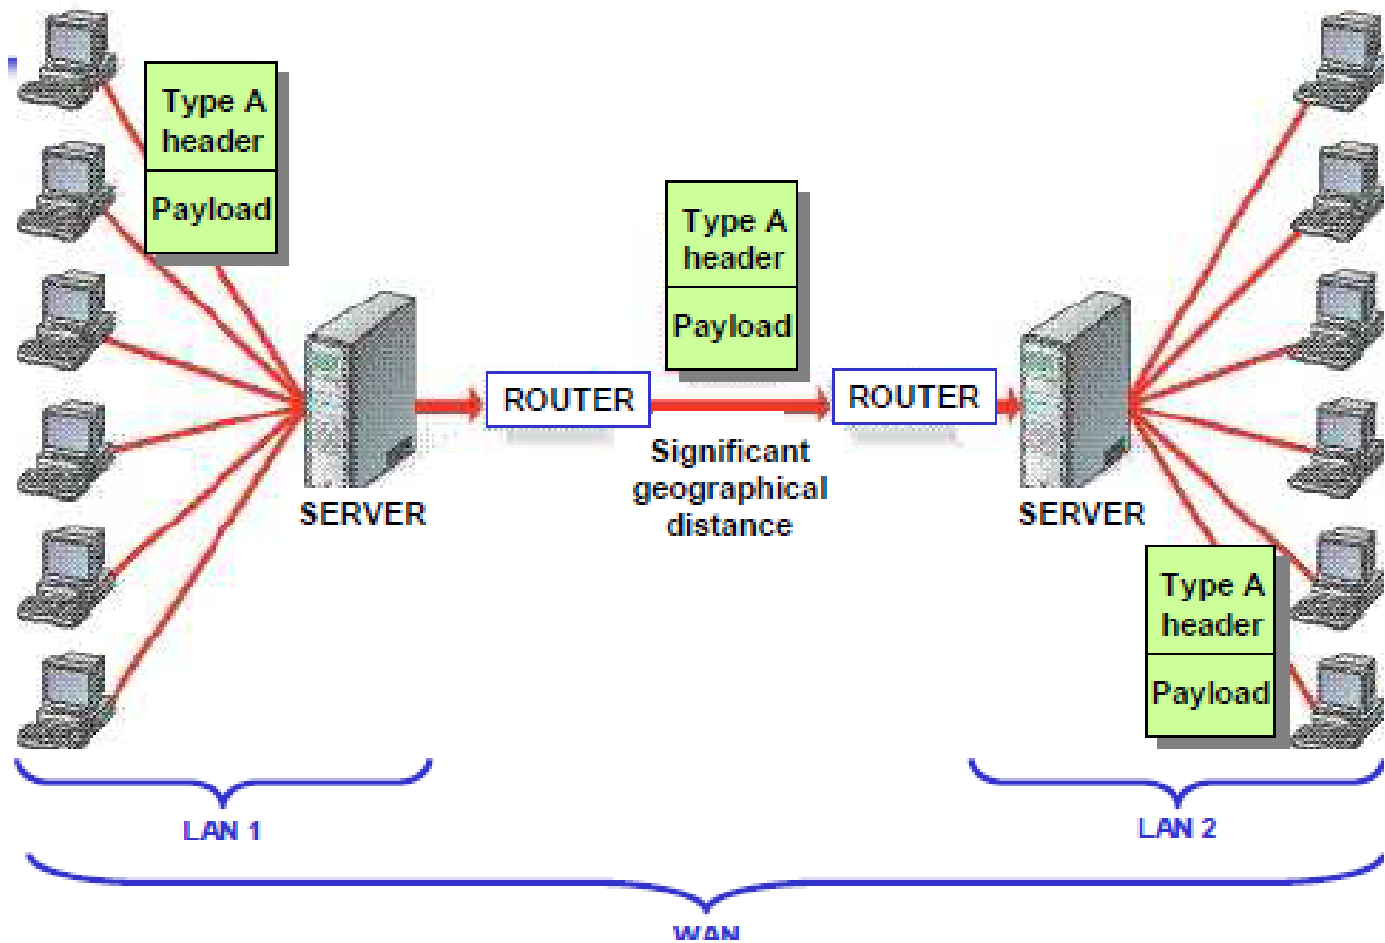 Type A
header
Payload
Type A
header
Payload
ROUTER
ROUTER
Significant
geographical
distance
SERVER
SERVER
Type A
header
Payload
LAN 1
LAN 2
WAN